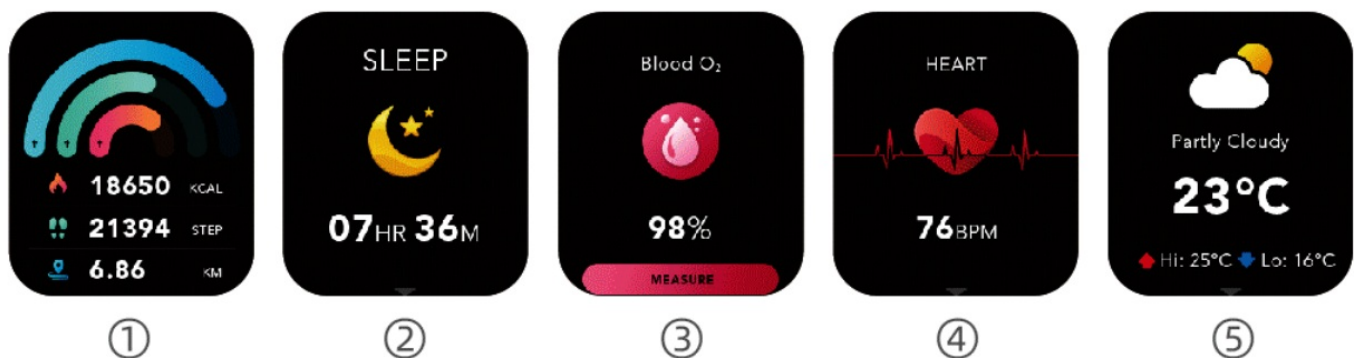 18650 KCAL
21394 STEP
6.86 KM
①
SLEEP
07HR 36M
②
Blood O₂
98%
MEASURE
③
HEART
76BPM
④
Partly Cloudy
23°C
Hi: 25°C Lo: 16°C
⑤